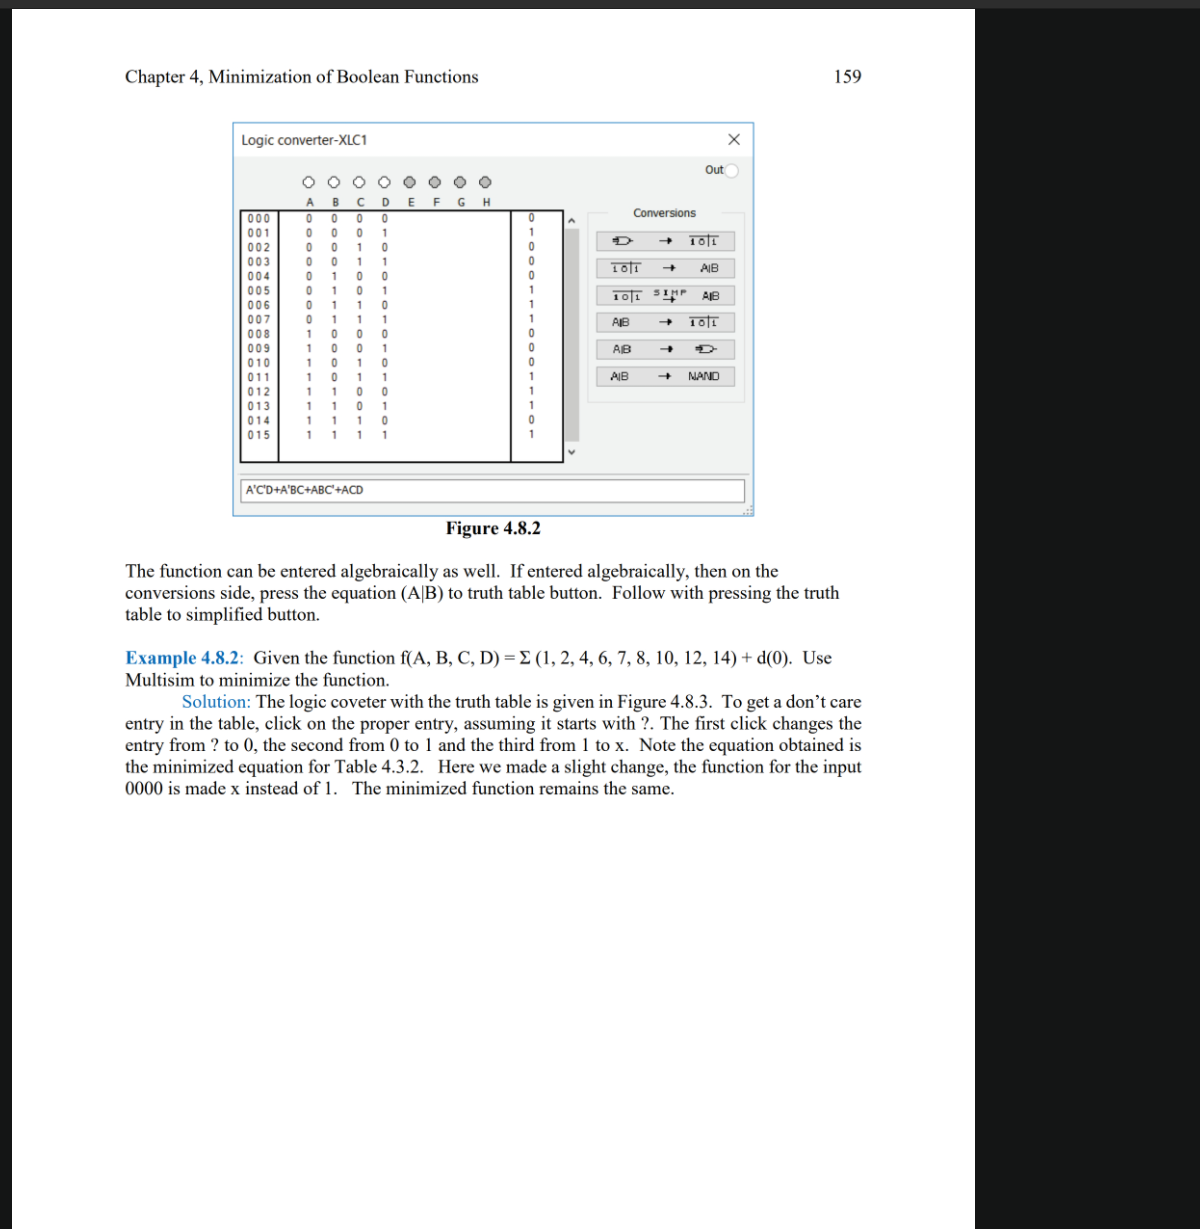 Chapter 4, Minimization of Boolean Functions 159
Logic converter-XLC1
Out
A B C D E F G H
Conversions
000 0 0 0 0 0
001 0 0 0 1 1
002 0 0 1 0 0
003 0 0 1 1 0
004 0 1 0 0 0
005 0 1 0 1 1
006 0 1 1 0 1
007 0 1 1 1 1
008 1 0 0 0 0
009 1 0 0 1 0
010 1 0 1 0 0
011 1 0 1 1 1
012 1 1 0 0 1
013 1 1 0 1 1
014 1 1 1 0 0
015 1 1 1 1 1
→ 10|1
10|1 → A|B
10|1 SIMP A|B
A|B → 10|1
A|B →
A|B → NAND
A'C'D+A'BC+ABC'+ACD
Figure 4.8.2
The function can be entered algebraically as well. If entered algebraically, then on the
conversions side, press the equation (A|B) to truth table button. Follow with pressing the truth
table to simplified button.
Example 4.8.2: Given the function f(A, B, C, D) = Σ (1, 2, 4, 6, 7, 8, 10, 12, 14) + d(0). Use
Multisim to minimize the function.
Solution: The logic coveter with the truth table is given in Figure 4.8.3. To get a don’t care
entry in the table, click on the proper entry, assuming it starts with ?. The first click changes the
entry from ? to 0, the second from 0 to 1 and the third from 1 to x. Note the equation obtained is
the minimized equation for Table 4.3.2. Here we made a slight change, the function for the input
0000 is made x instead of 1. The minimized function remains the same.